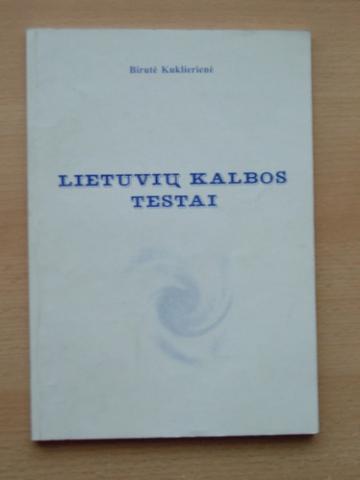 Birutė Kuklierienė
LIETUVIŲ KALBOS
TESTAI